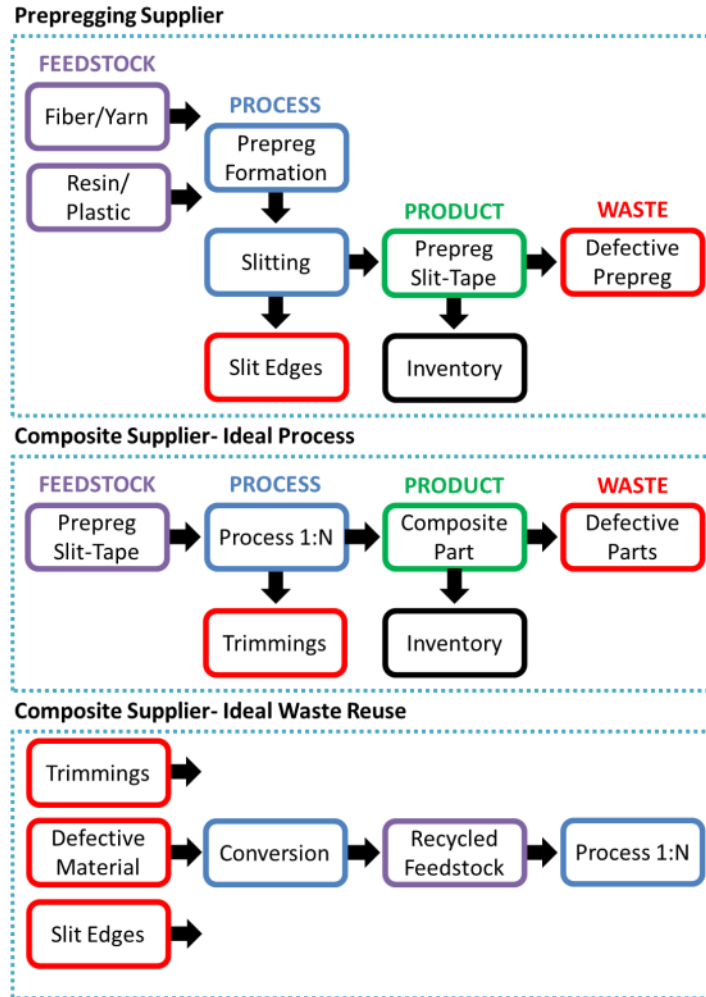 Prepregging Supplier
FEEDSTOCK
Fiber/Yarn
PROCESS
Prepreg
Formation
Resin/
Plastic
PRODUCT
WASTE
Slitting
Prepreg
Slit-Tape
Defective
Prepreg
Slit Edges
Inventory
Composite Supplier- Ideal Process
FEEDSTOCK
PROCESS
PRODUCT
WASTE
Prepreg
Slit-Tape
Process 1:N
Composite
Part
Defective
Parts
Trimmings
Inventory
Composite Supplier- Ideal Waste Reuse
Trimmings
Defective
Material
Conversion
Recycled
Feedstock
Process 1:N
Slit Edges